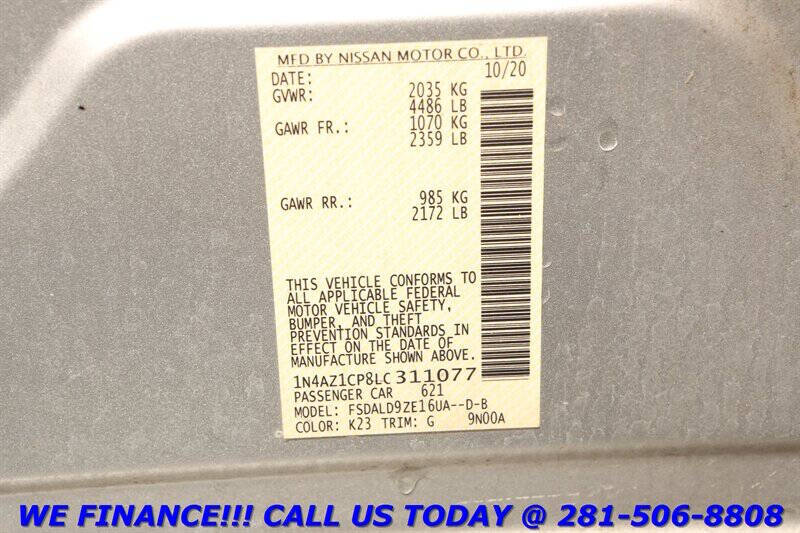 MFD BY NISSAN MOTOR CO., LTD.
DATE: 10/20
GVWR: 2035 KG
4486 LB
GAWR FR.: 1070 KG
2359 LB
GAWR RR.: 985 KG
2172 LB
THIS VEHICLE CONFORMS TO
ALL APPLICABLE FEDERAL
MOTOR VEHICLE SAFETY,
BUMPER, AND THEFT
PREVENTION STANDARDS IN
EFFECT ON THE DATE OF
MANUFACTURE SHOWN ABOVE.
1N4AZ1CP8LC311077
PASSENGER CAR 621
MODEL: FSDALD9ZE16UA--D-B
COLOR: K23 TRIM: G 9N00A
WE FINANCE!!! CALL US TODAY @ 281-506-8808